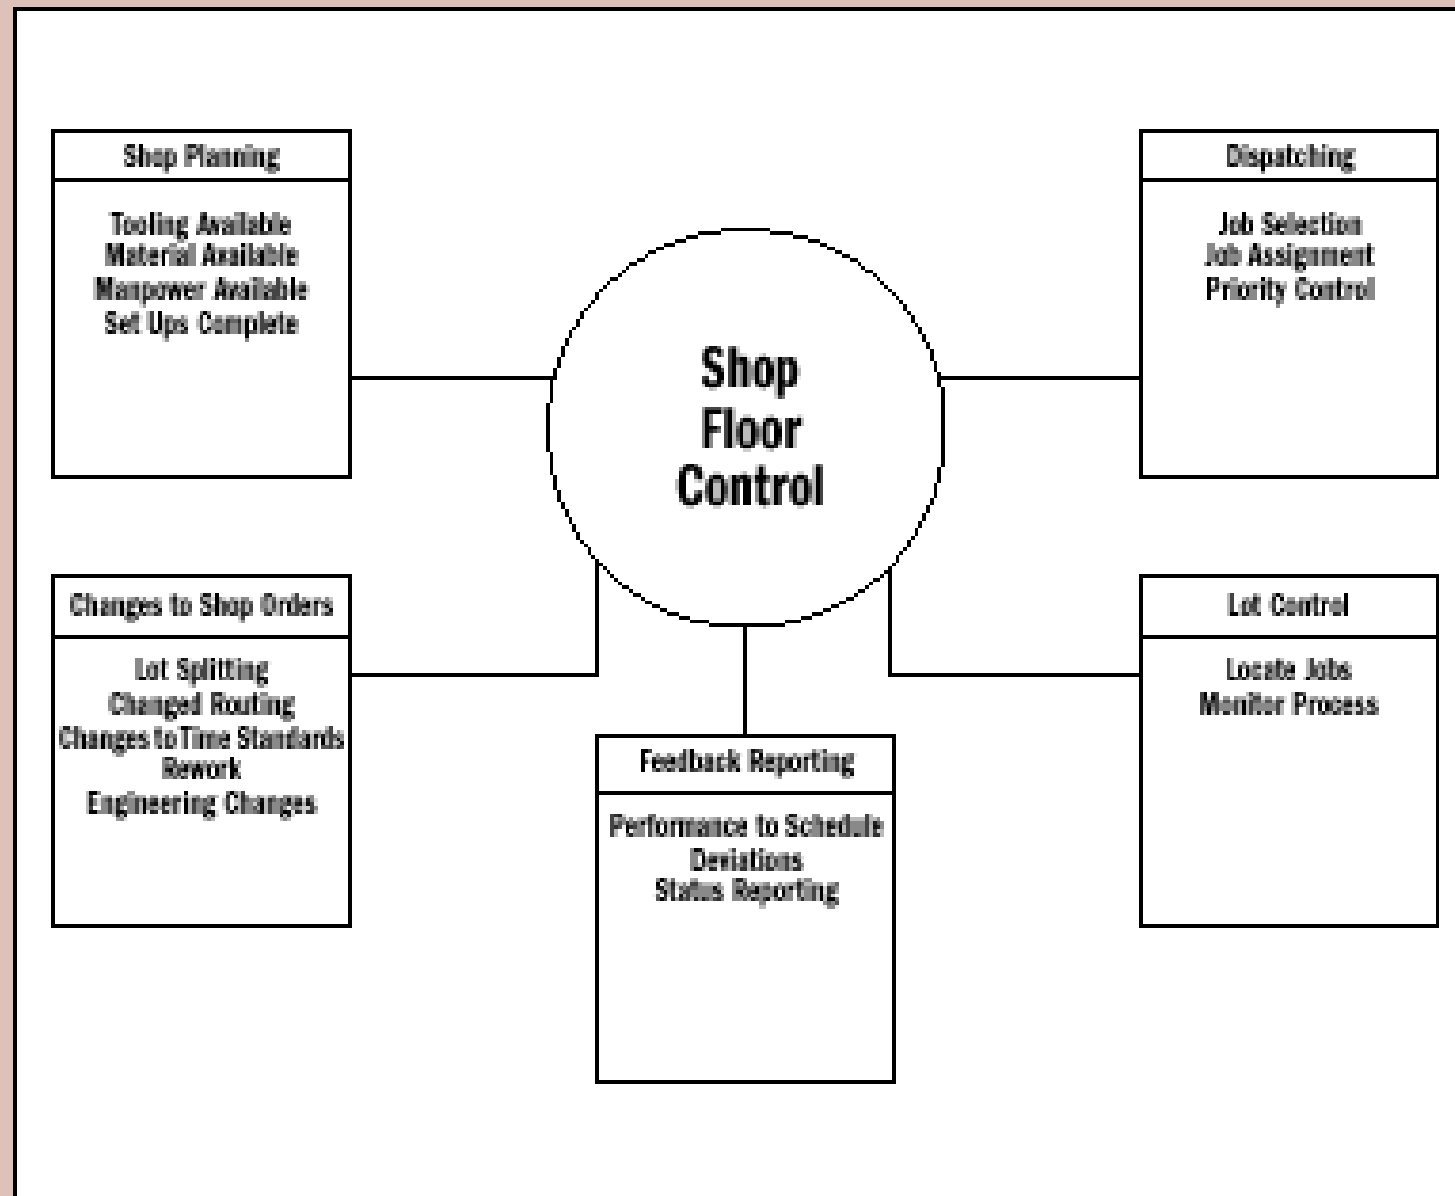 Shop Planning
Tooling Available
Material Available
Manpower Available
Set Ups Complete
Dispatching
Job Selection
Job Assignment
Priority Control
Shop
Floor
Control
Changes to Shop Orders
Lot Splitting
Changed Routing
Changes to Time Standards
Rework
Engineering Changes
Feedback Reporting
Performance to Schedule
Deviations
Status Reporting
Lot Control
Locate Jobs
Monitor Process